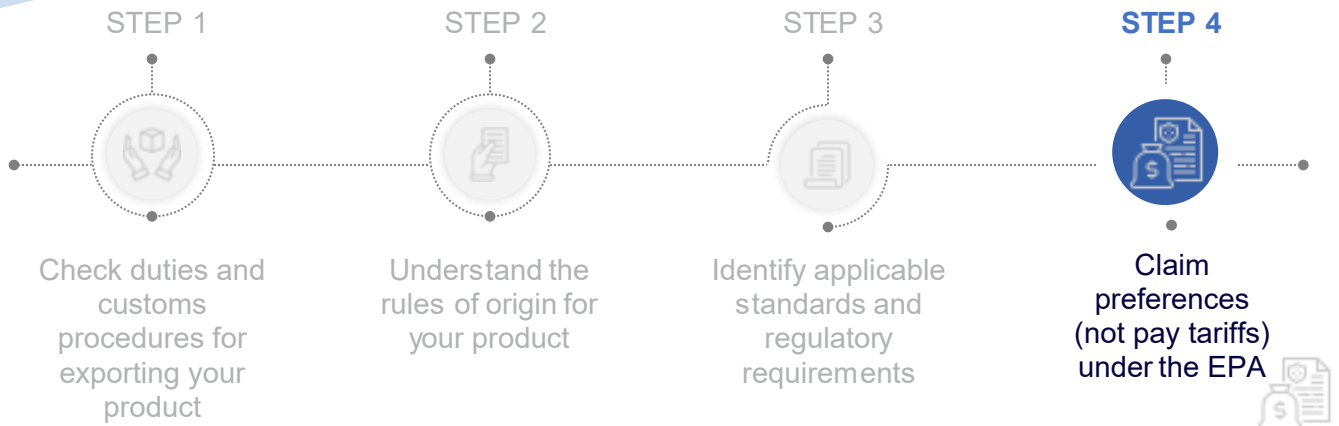 STEP 1
STEP 2
STEP 3
STEP 4
Check duties and
customs
procedures for
exporting your
product
Understand the
rules of origin for
your product
Identify applicable
standards and
regulatory
requirements
Claim
preferences
(not pay tariffs)
under the EPA